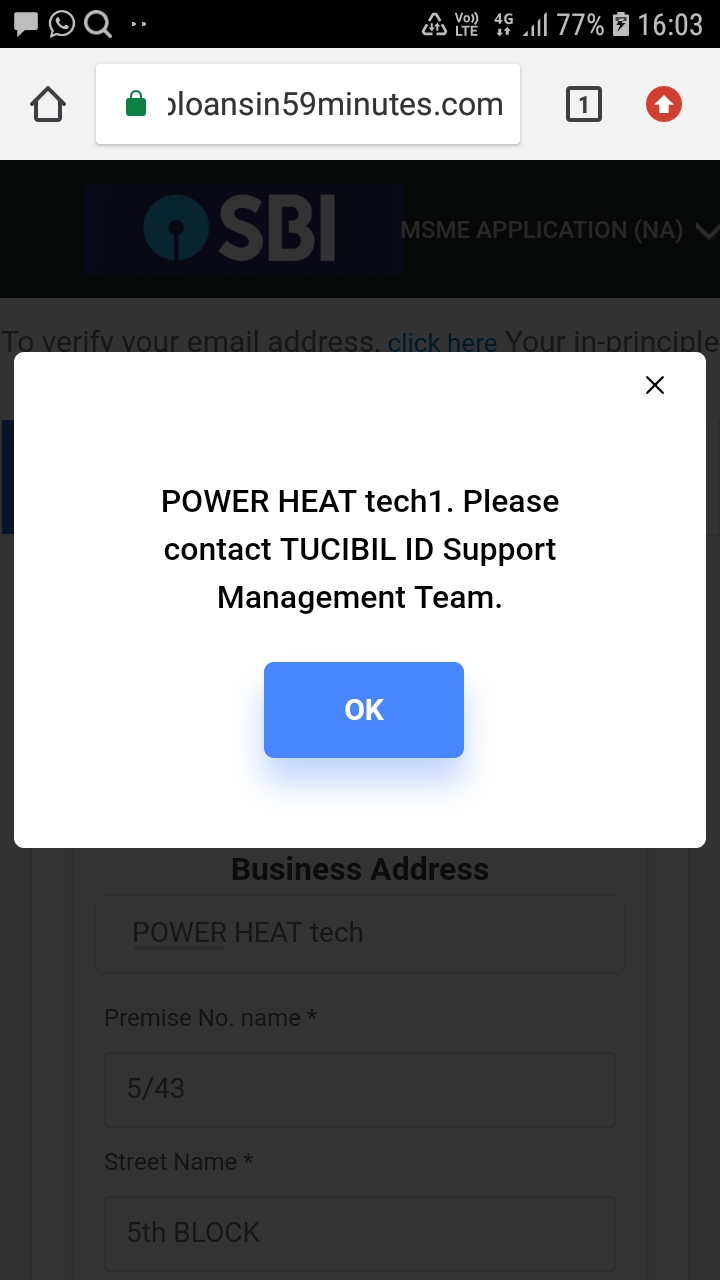 Vo)) LTE 4G 77% 16:03
loansin59minutes.com 1
SBI MSME APPLICATION (NA)
To verify your email address, click here Your in-principle
POWER HEAT tech1. Please
contact TUCIBIL ID Support
Management Team.
OK
Business Address
POWER HEAT tech
Premise No. name *
5/43
Street Name *
5th BLOCK